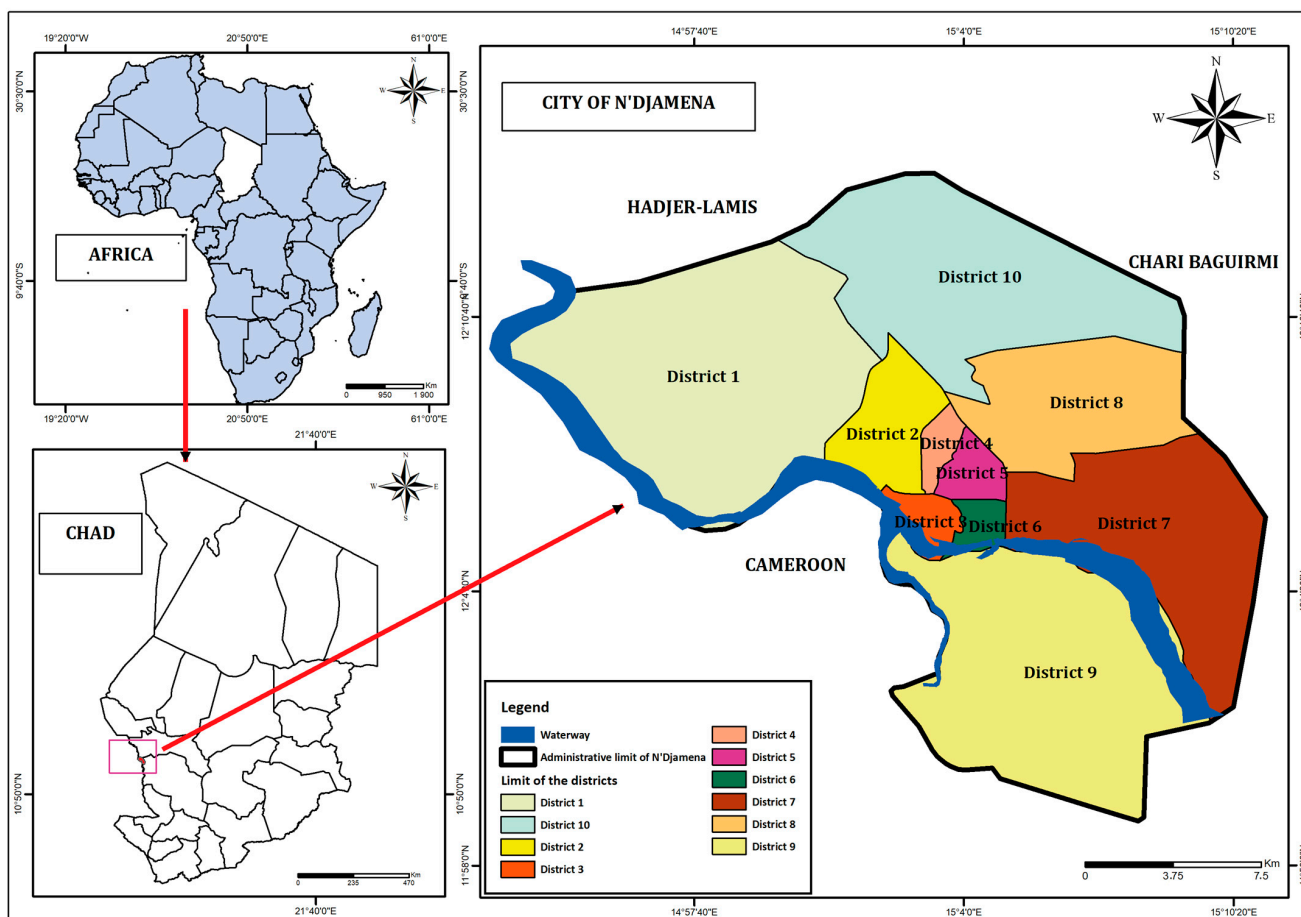 19°20'0"W
20°50'0"E
61°0'0"E
30°30'0"N
30°30'0"N
N
W
E
S
AFRICA
9°40'0"S
9°40'0"S
Km
0
950
1 900
19°20'0"W
20°50'0"E
61°0'0"E
21°40'0"E
N
W
E
S
CHAD
10°50'0"N
10°50'0"N
Km
0
235
470
21°40'0"E
14°57'40"E
15°4'0"E
15°10'20"E
CITY OF N'DJAMENA
N
W
E
S
HADJER-LAMIS
CHARI BAGUIRMI
12°10'40"N
District 10
District 1
District 8
District 2
District 4
District 5
District 3
District 6
District 7
CAMEROON
12°4'20"N
District 9
Legend
Waterway
Administrative limit of N'Djamena
Limit of the districts
District 1
District 10
District 2
District 3
District 4
District 5
District 6
District 7
District 8
District 9
11°58'0"N
Km
0
3.75
7.5
14°57'40"E
15°4'0"E
15°10'20"E